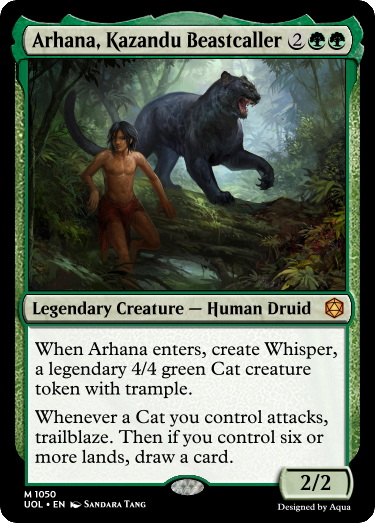 Arhana, Kazandu Beastcaller 2
Legendary Creature — Human Druid
When Arhana enters, create Whisper,
a legendary 4/4 green Cat creature
token with trample.
Whenever a Cat you control attacks,
trailblaze. Then if you control six or
more lands, draw a card.
2/2
M 1050
UOL • EN SANDARA TANG
Designed by Aqua